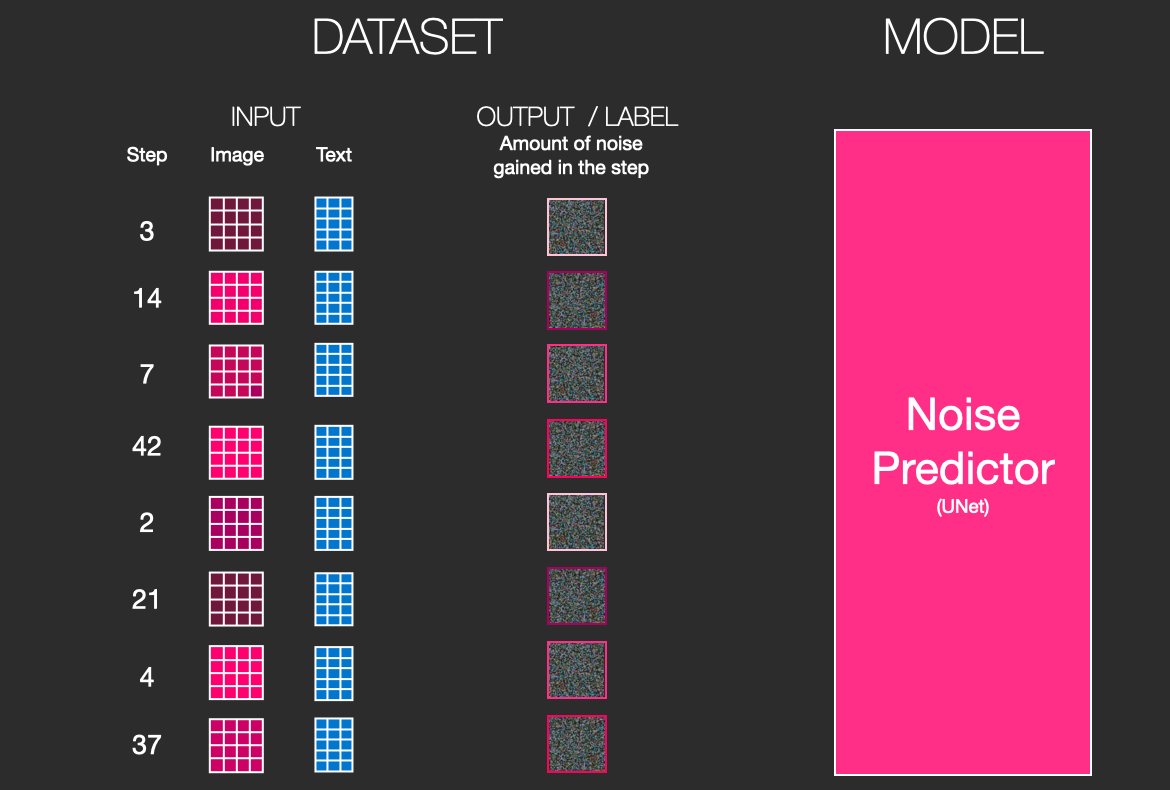 DATASET
MODEL
INPUT
OUTPUT / LABEL
Amount of noise
gained in the step
Step
Image
Text
3
14
7
42
2
21
4
37
Noise
Predictor
(UNet)